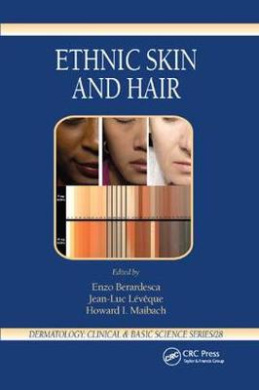 ETHNIC SKIN
AND HAIR
Edited by
Enzo Berardesca
Jean-Luc Lévêque
Howard I. Maibach
CRC Press
Taylor & Francis Group
DERMATOLOGY: CLINICAL & BASIC SCIENCE SERIES/28